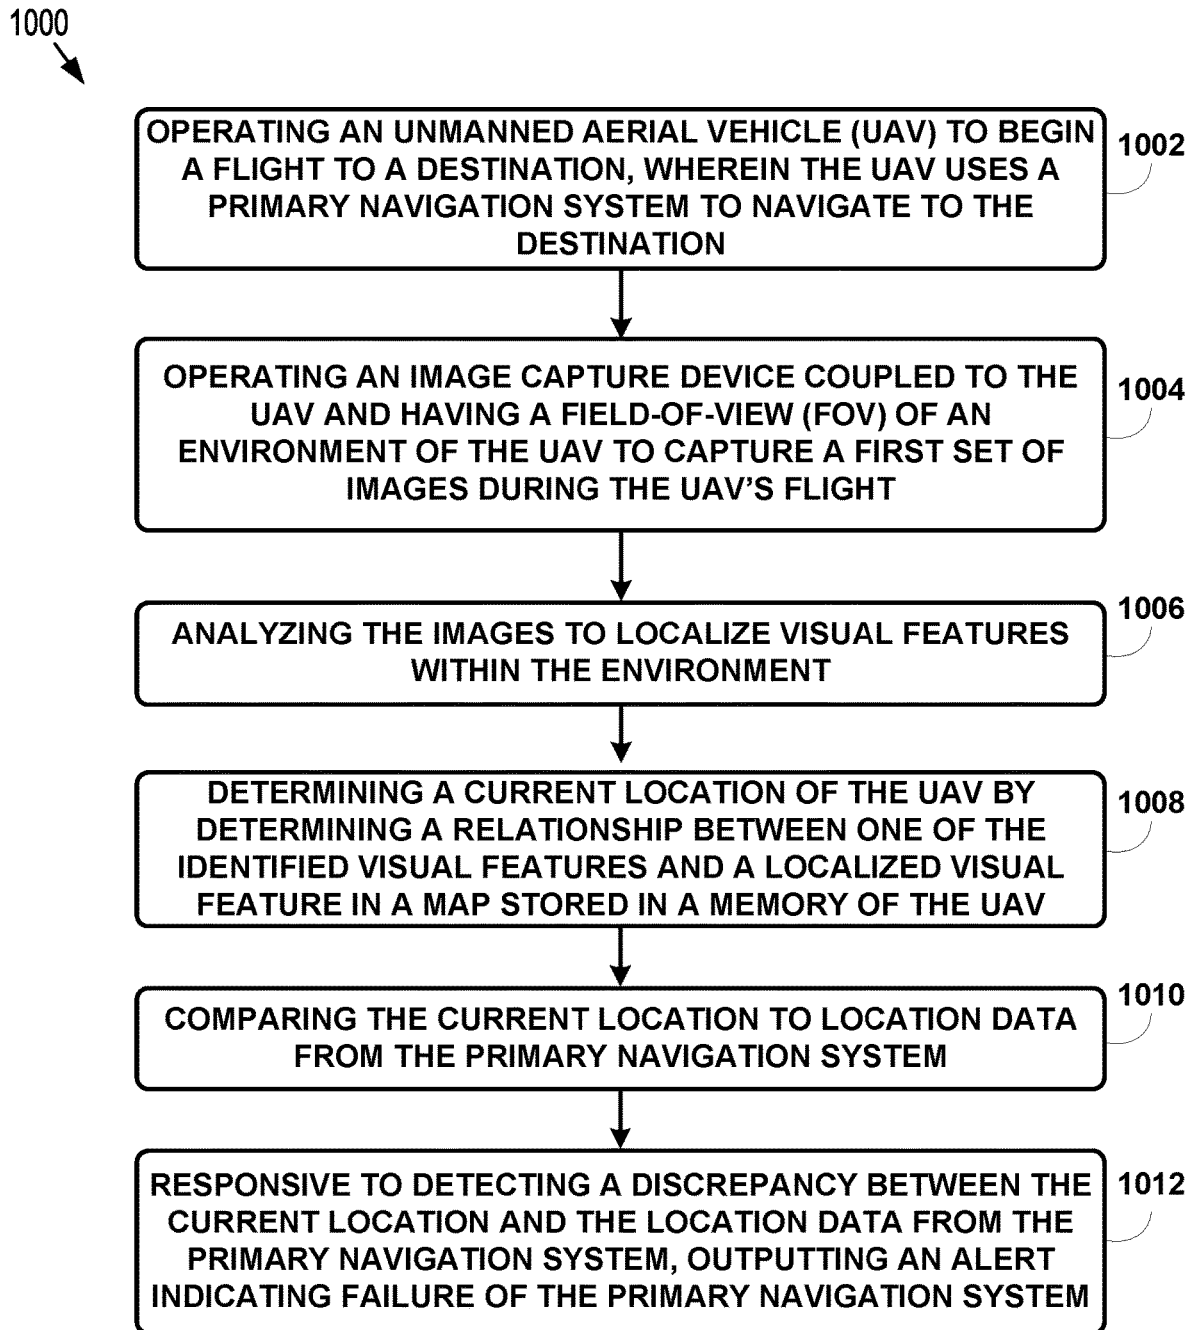 1000
OPERATING AN UNMANNED AERIAL VEHICLE (UAV) TO BEGIN
A FLIGHT TO A DESTINATION, WHEREIN THE UAV USES A
PRIMARY NAVIGATION SYSTEM TO NAVIGATE TO THE
DESTINATION
1002
OPERATING AN IMAGE CAPTURE DEVICE COUPLED TO THE
UAV AND HAVING A FIELD-OF-VIEW (FOV) OF AN
ENVIRONMENT OF THE UAV TO CAPTURE A FIRST SET OF
IMAGES DURING THE UAV’S FLIGHT
1004
ANALYZING THE IMAGES TO LOCALIZE VISUAL FEATURES
WITHIN THE ENVIRONMENT
1006
DETERMINING A CURRENT LOCATION OF THE UAV BY
DETERMINING A RELATIONSHIP BETWEEN ONE OF THE
IDENTIFIED VISUAL FEATURES AND A LOCALIZED VISUAL
FEATURE IN A MAP STORED IN A MEMORY OF THE UAV
1008
COMPARING THE CURRENT LOCATION TO LOCATION DATA
FROM THE PRIMARY NAVIGATION SYSTEM
1010
RESPONSIVE TO DETECTING A DISCREPANCY BETWEEN THE
CURRENT LOCATION AND THE LOCATION DATA FROM THE
PRIMARY NAVIGATION SYSTEM, OUTPUTTING AN ALERT
INDICATING FAILURE OF THE PRIMARY NAVIGATION SYSTEM
1012